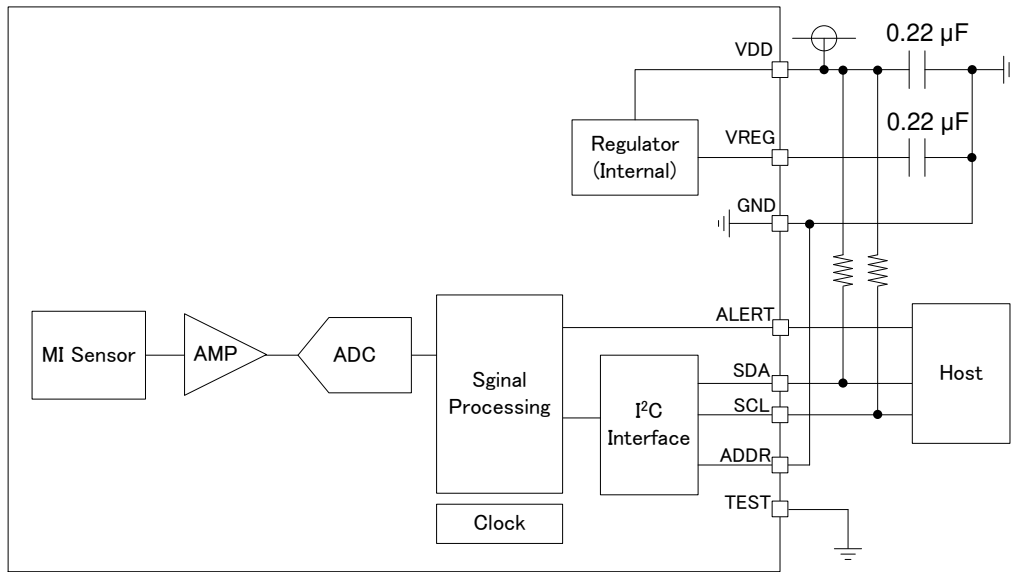 0.22 µF
VDD
0.22 µF
Regulator
(Internal)
VREG
GND
ALERT
MI Sensor
AMP
ADC
Sginal
Processing
SDA
Host
SCL
I²C
Interface
ADDR
TEST
Clock